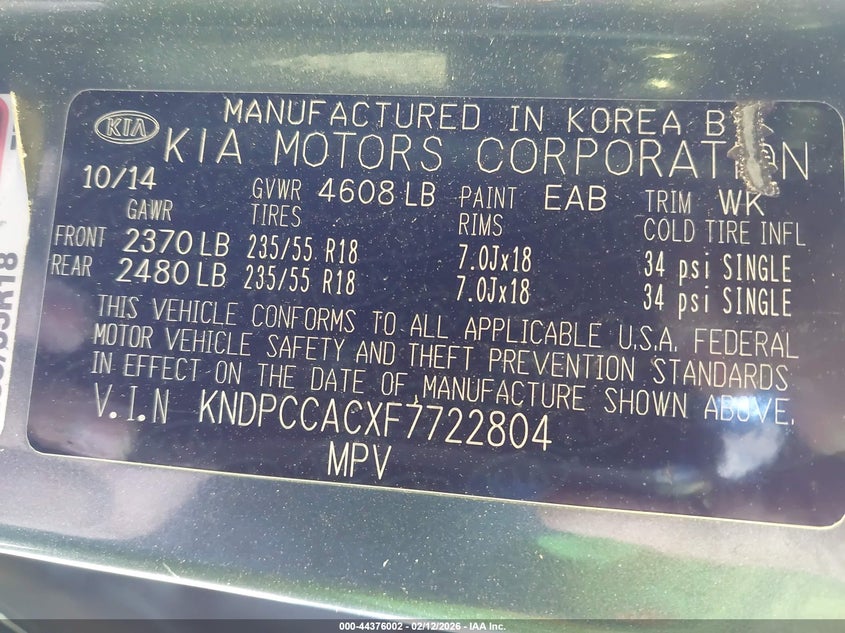 MANUFACTURED IN KOREA BY
KIA KIA MOTORS CORPORATION
10/14 GVWR 4608 LB PAINT EAB TRIM WK
GAWR TIRES RIMS COLD TIRE INFL
FRONT 2370 LB 235/55 R18 7.0Jx18 34 psi SINGLE
REAR 2480 LB 235/55 R18 7.0Jx18 34 psi SINGLE
THIS VEHICLE CONFORMS TO ALL APPLICABLE U.S.A. FEDERAL
MOTOR VEHICLE SAFETY AND THEFT PREVENTION STANDARDS
IN EFFECT ON THE DATE OF MANUFACTURE SHOWN ABOVE.
V.I.N KNDPCCACXF7722804
MPV
000-44376002 - 02/12/2026 - IAA Inc.